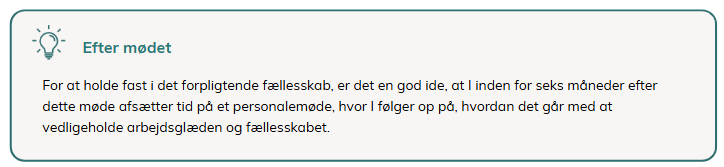 Efter mødet
For at holde fast i det forpligtende fællesskab, er det en god ide, at I inden for seks måneder efter
dette møde afsætter tid på et personalemøde, hvor I følger op på, hvordan det går med at
vedligeholde arbejdsglæden og fællesskabet.